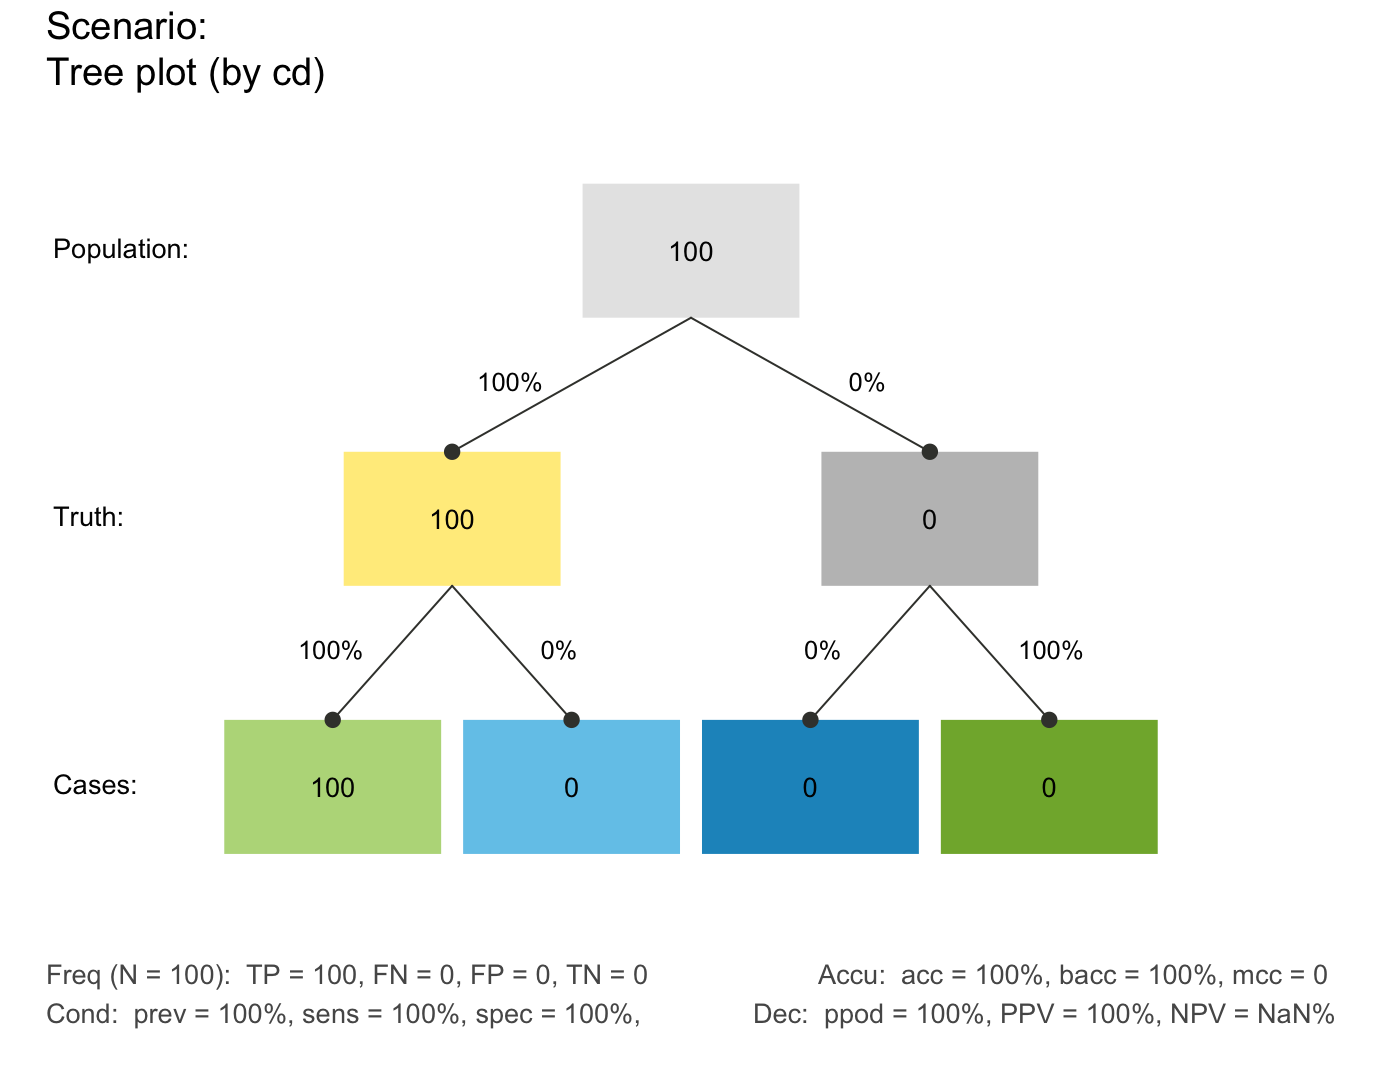 Scenario:
Tree plot (by cd)
Population:
100
100%
0%
Truth:
100
0
100%
0%
0%
100%
Cases:
100
0
0
0
Freq (N = 100):  TP = 100, FN = 0, FP = 0, TN = 0
Accu:  acc = 100%, bacc = 100%, mcc = 0
Cond:  prev = 100%, sens = 100%, spec = 100%,
Dec:  ppod = 100%, PPV = 100%, NPV = NaN%